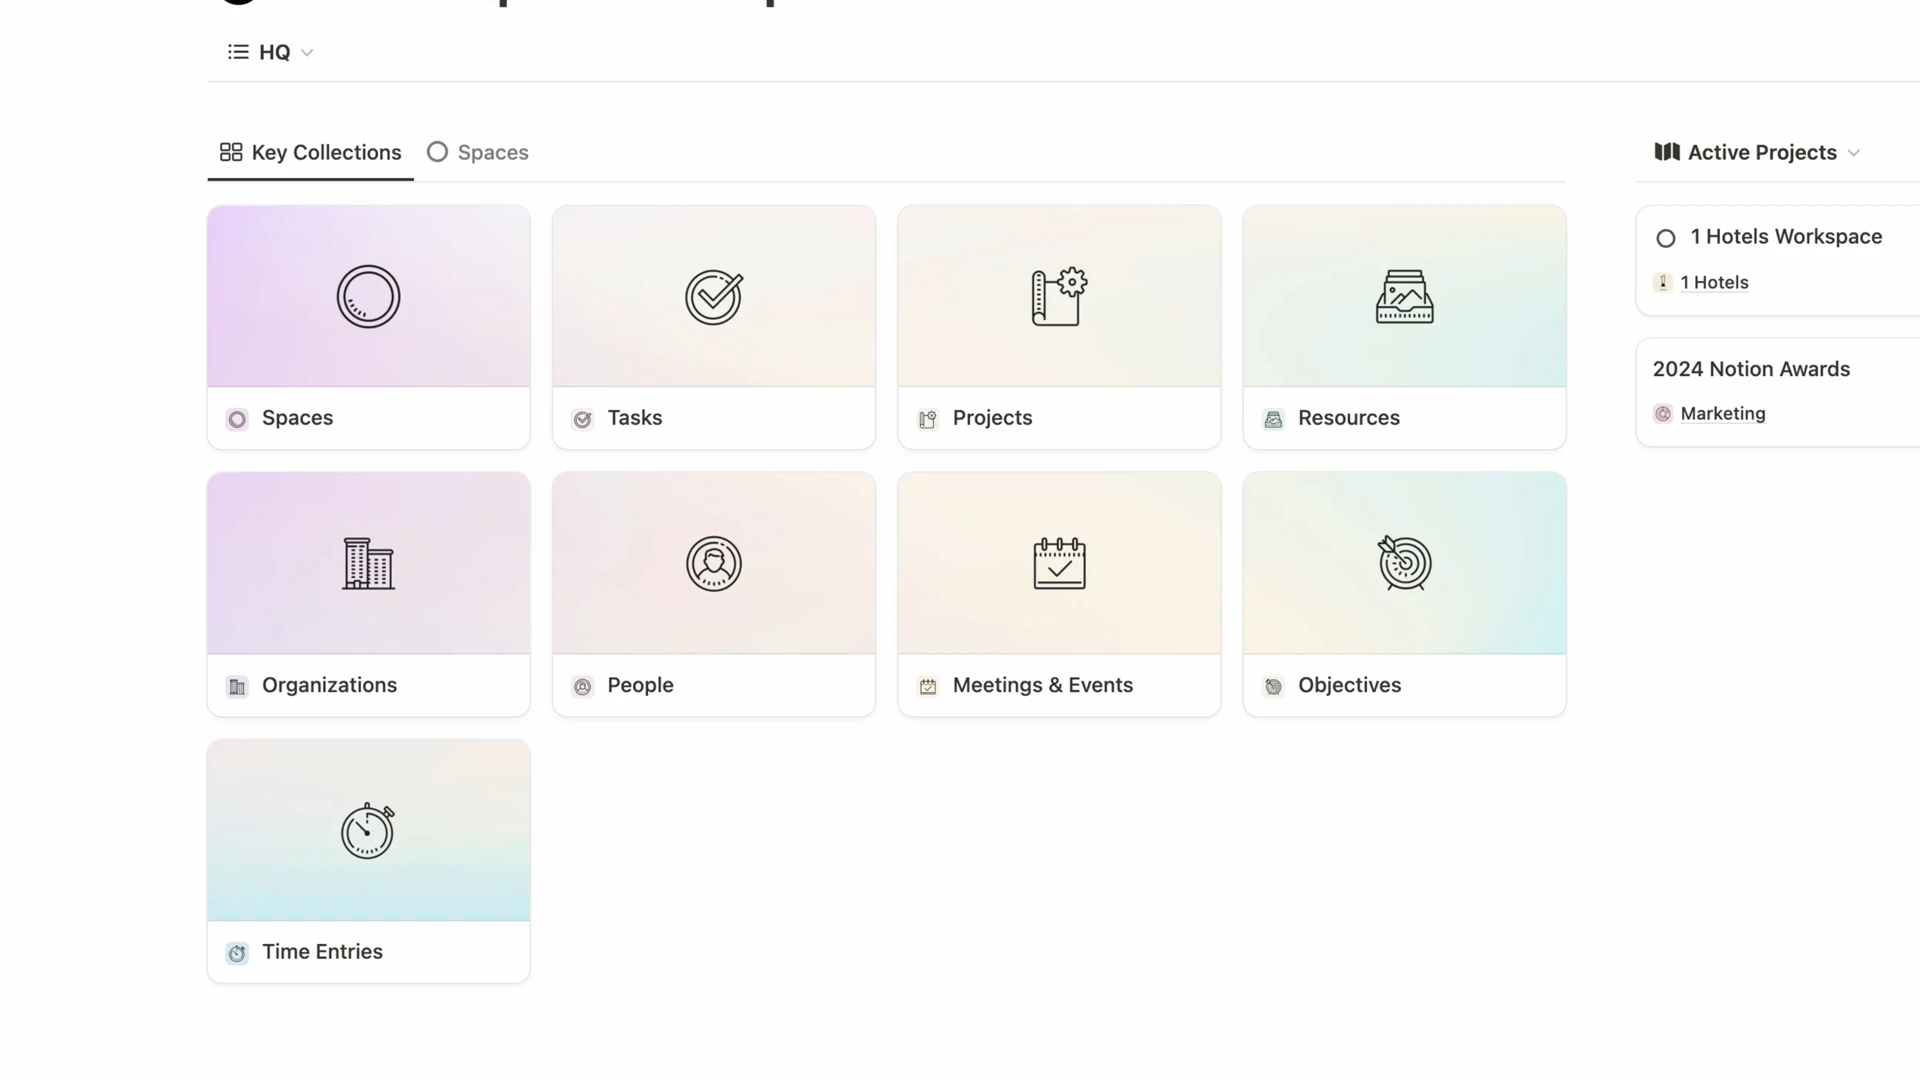 HQ
Key Collections
Spaces
Active Projects
Spaces
Tasks
Projects
Resources
1 Hotels Workspace
1 Hotels
2024 Notion Awards
Marketing
Organizations
People
Meetings & Events
Objectives
Time Entries